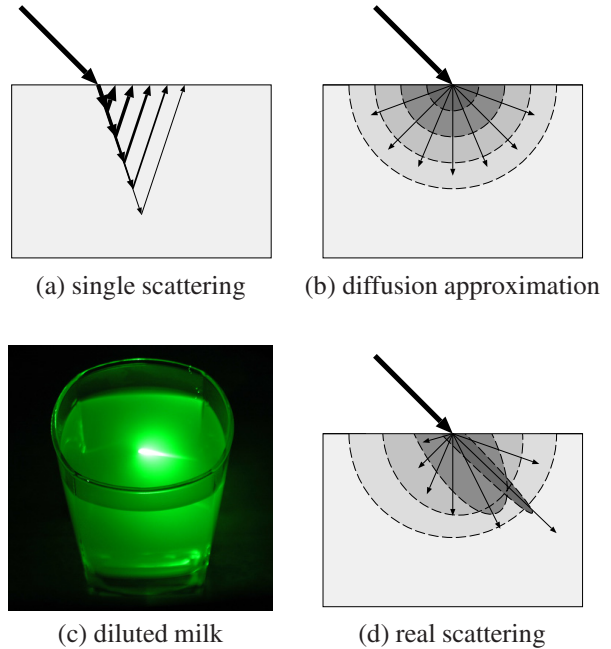 (a) single scattering
(b) diffusion approximation
(c) diluted milk
(d) real scattering